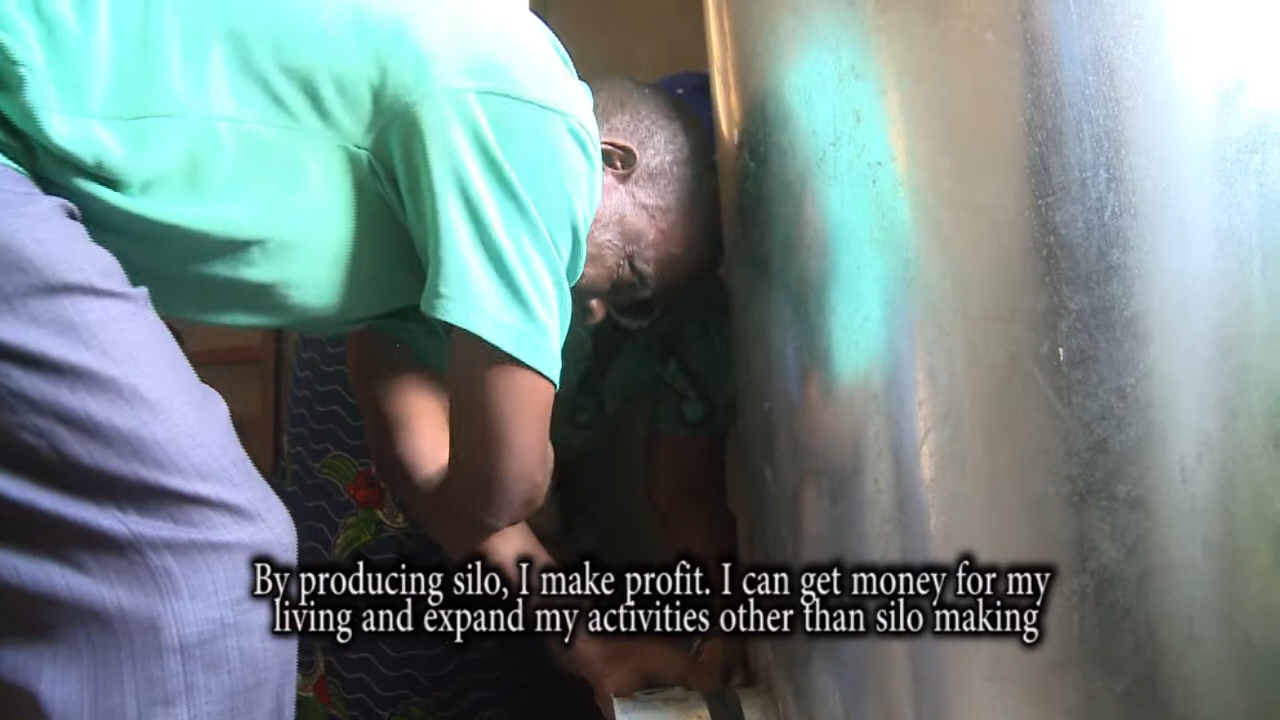 By producing silo, I make profit. I can get money for my
living and expand my activities other than silo making